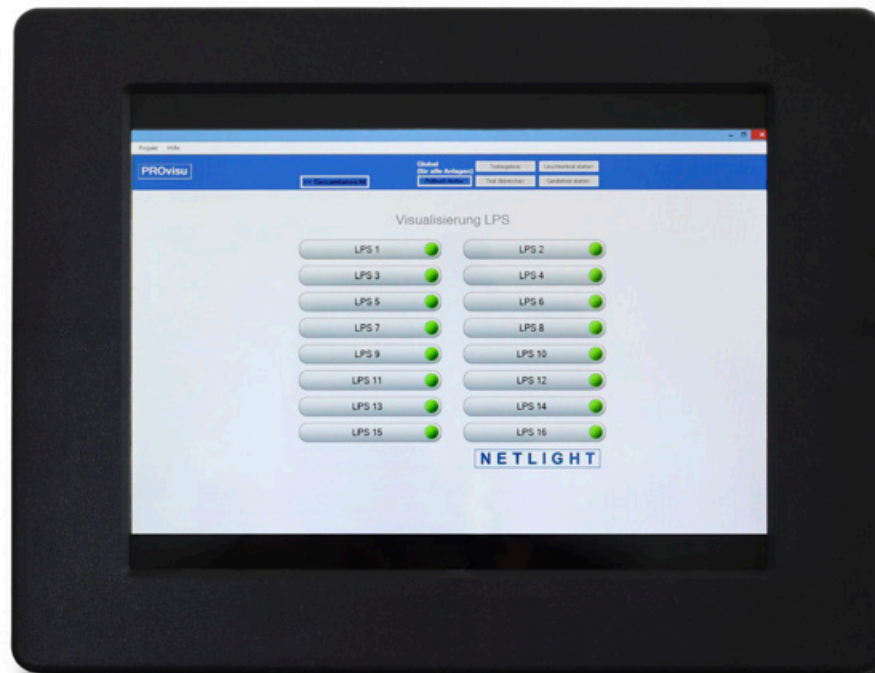 Projekt Hilfe
PROvisu
Global
(für alle Anlagen)
<< Gesamtansicht
Testergebnis
Leuchtentest starten
Test Abbrechen
Gerätetest starten
Visualisierung LPS
LPS 1
LPS 2
LPS 3
LPS 4
LPS 5
LPS 6
LPS 7
LPS 8
LPS 9
LPS 10
LPS 11
LPS 12
LPS 13
LPS 14
LPS 15
LPS 16
NETLIGHT